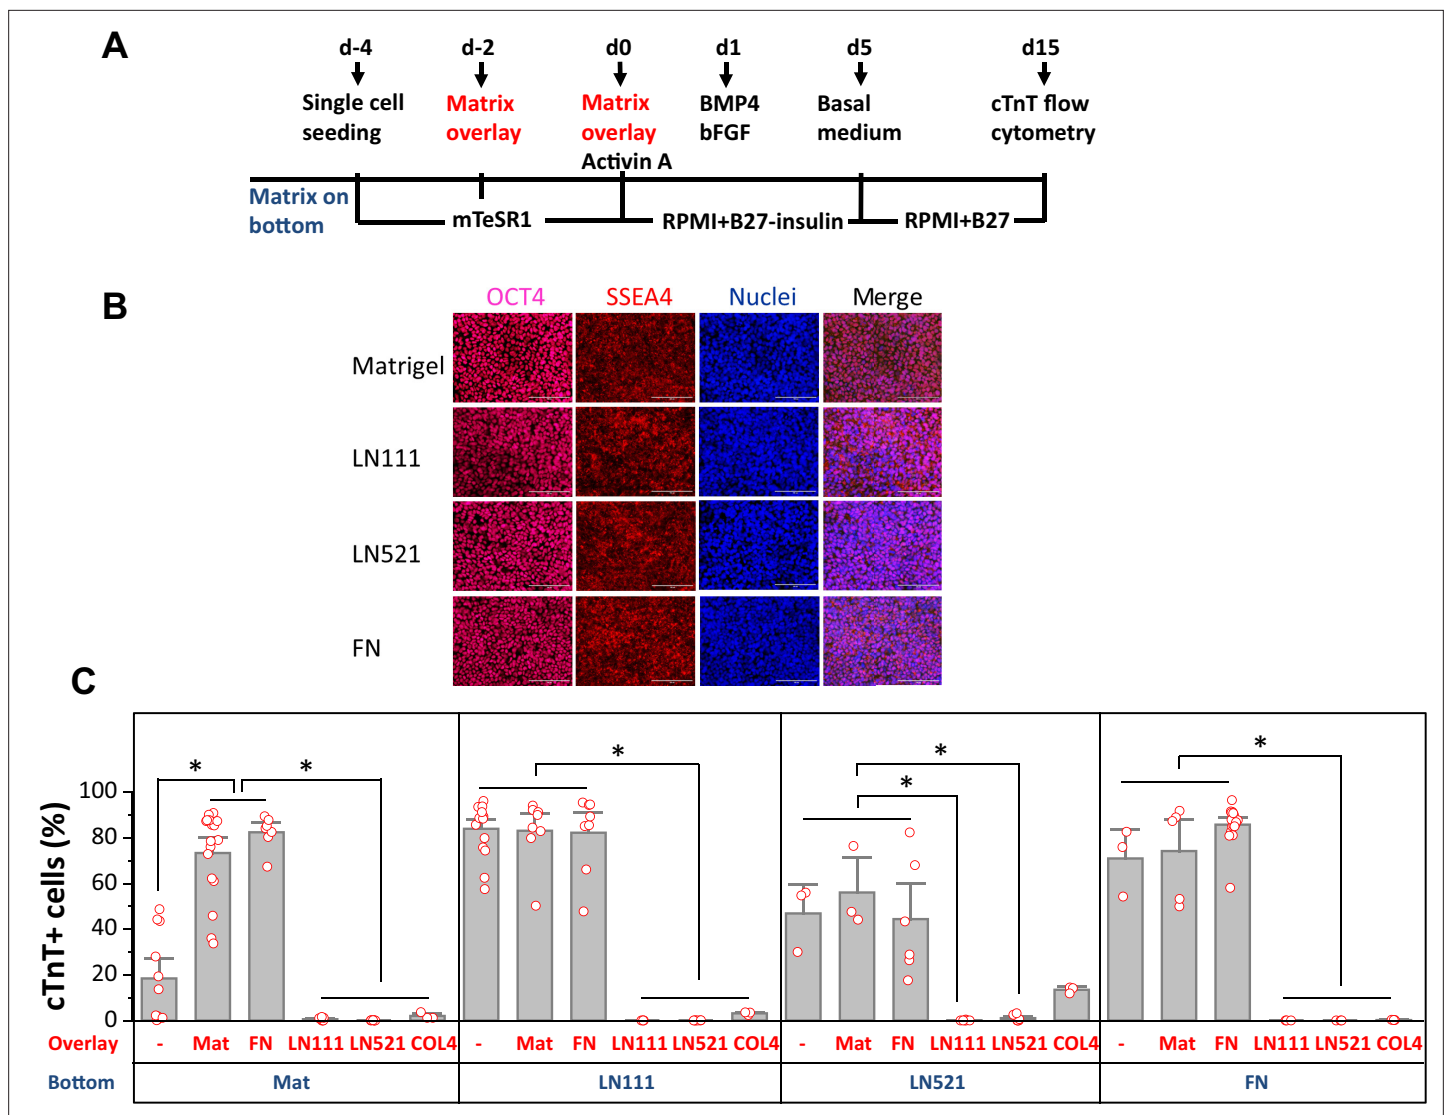 A
d-4 d-2 d0 d1 d5 d15
Single cell Matrix Matrix BMP4 Basal cTnT flow
seeding overlay overlay bFGF medium cytometry
Activin A
Matrix on
bottom
mTeSR1 RPMI+B27-insulin RPMI+B27
B
OCT4 SSEA4 Nuclei Merge
Matrigel
LN111
LN521
FN
C
* * * * * *
cTnT+ cells (%)
100
80
60
40
20
0
Overlay - Mat FN LN111 LN521 COL4 - Mat FN LN111 LN521 COL4 - Mat FN LN111 LN521 COL4 - Mat FN LN111 LN521 COL4
Bottom Mat LN111 LN521 FN